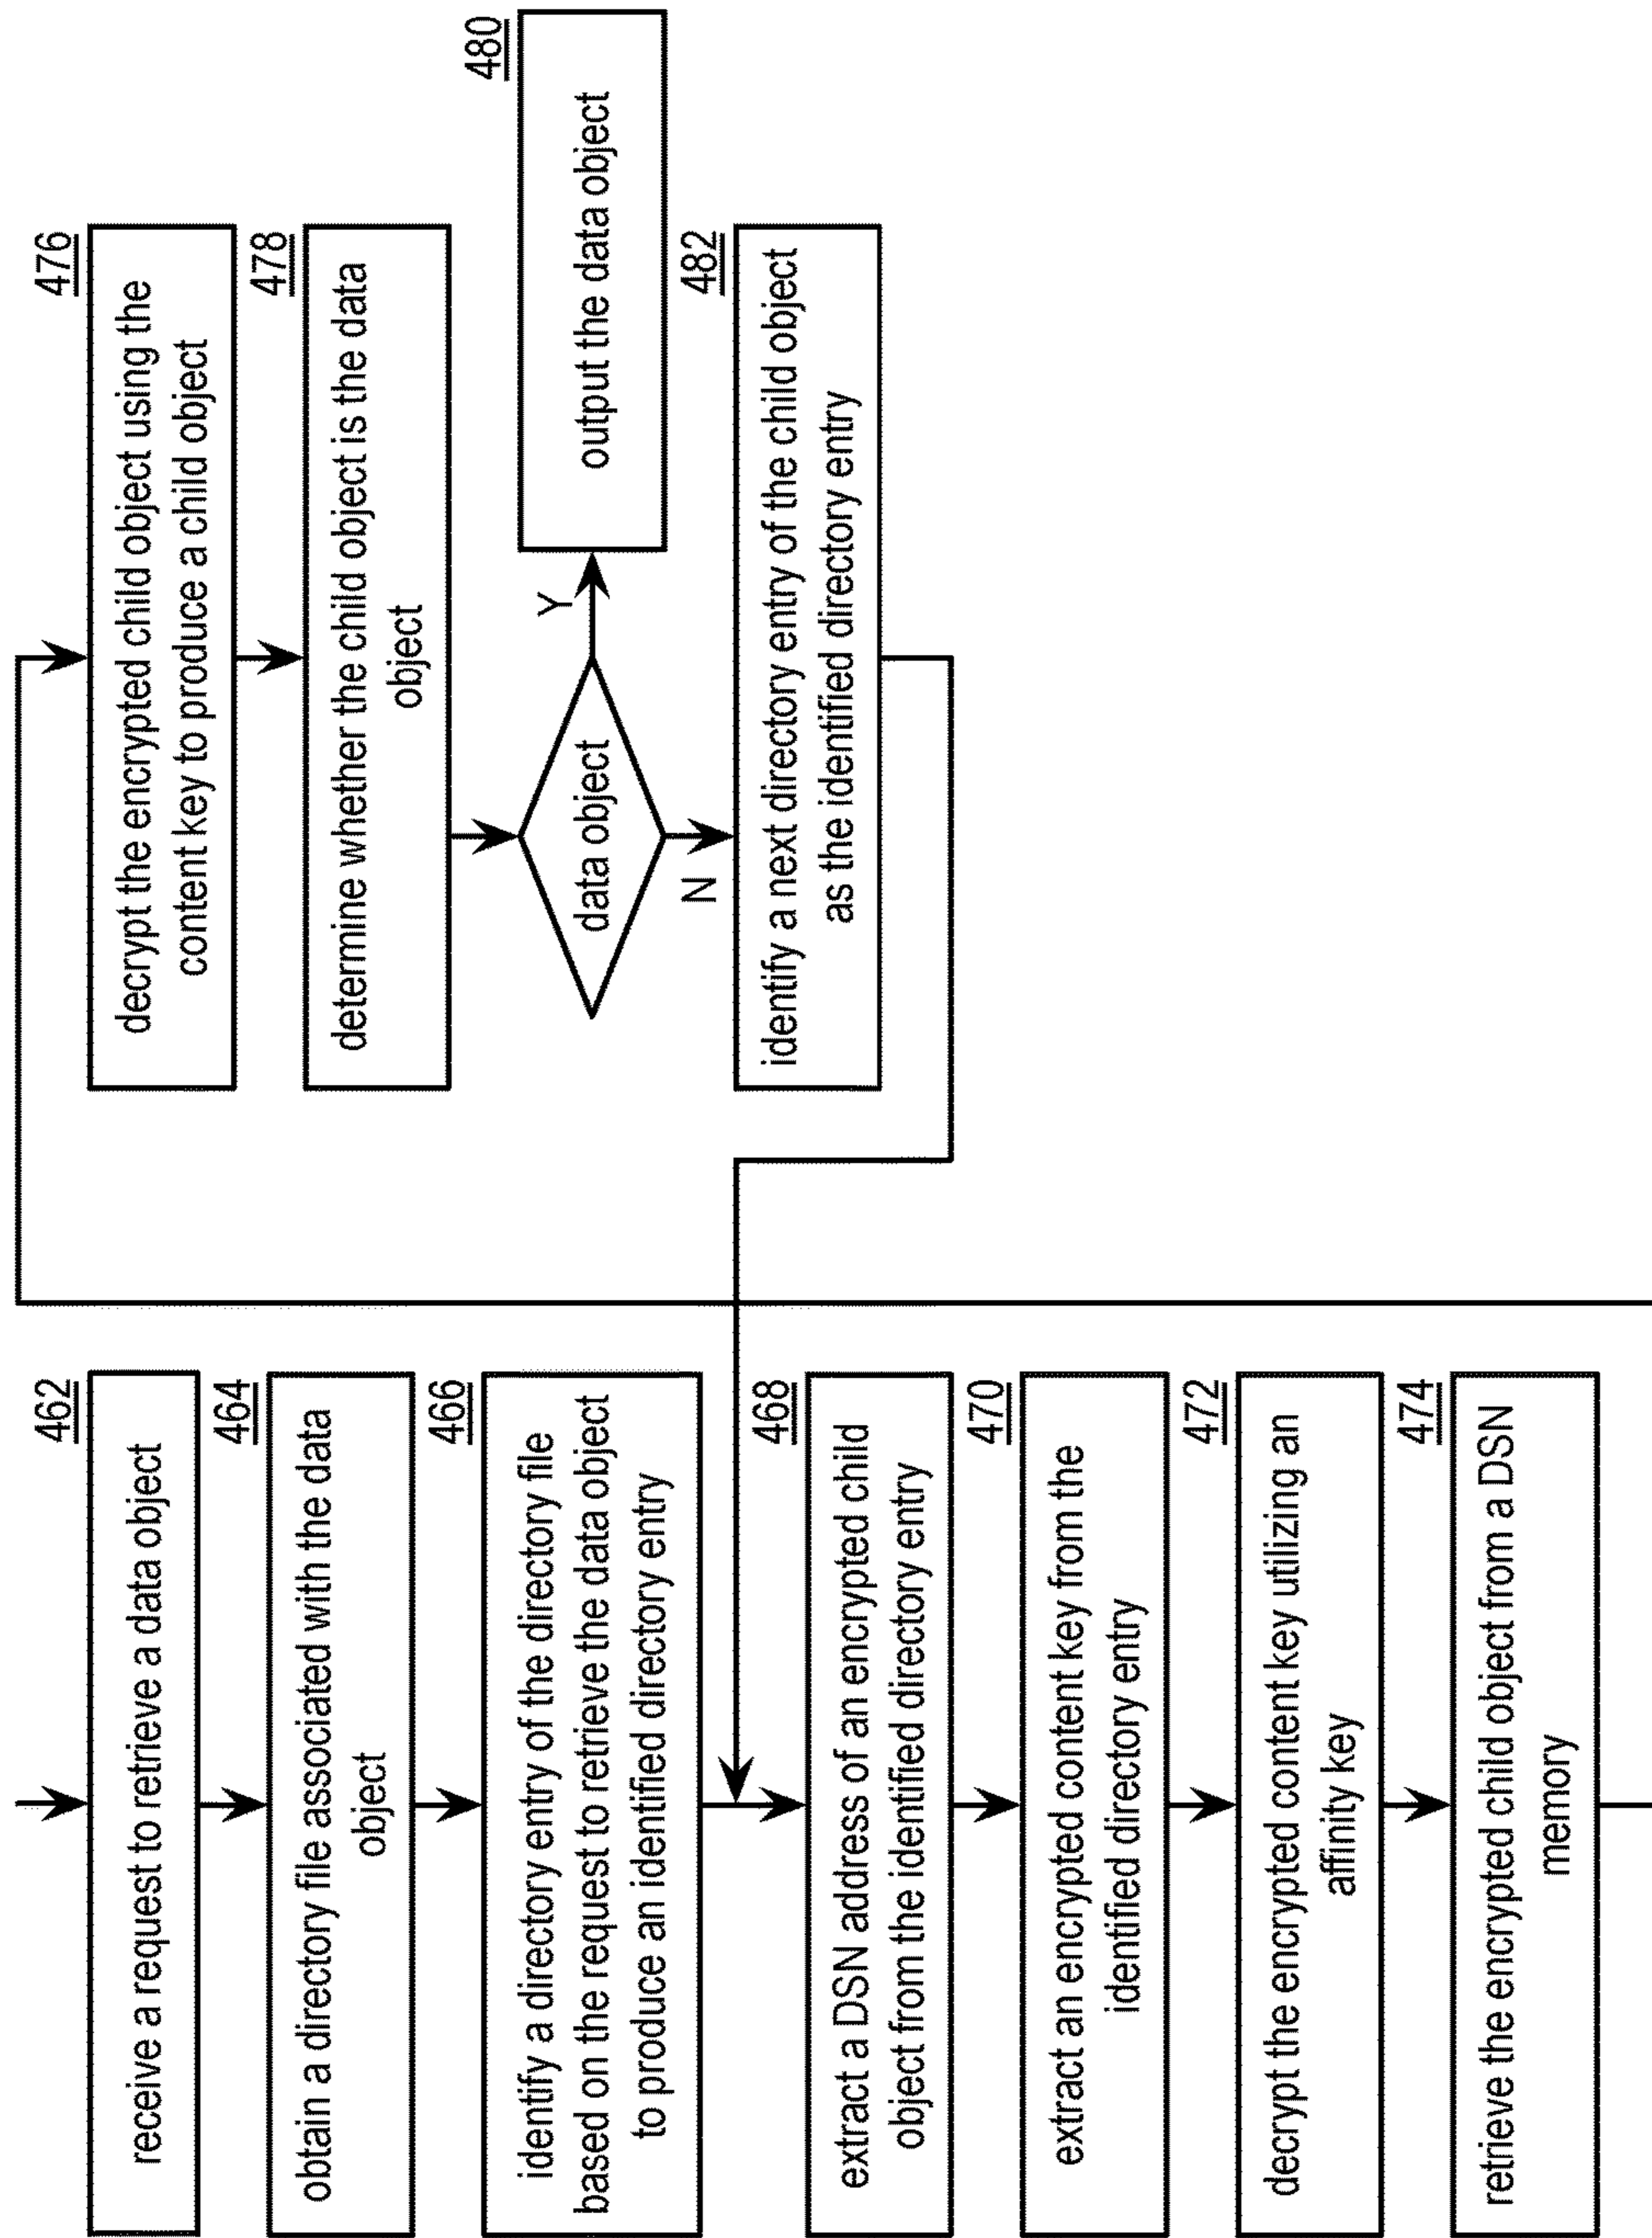 462
receive a request to retrieve a data object
464
obtain a directory file associated with the data
object
466
identify a directory entry of the directory file
based on the request to retrieve the data object
to produce an identified directory entry
468
extract a DSN address of an encrypted child
object from the identified directory entry
470
extract an encrypted content key from the
identified directory entry
472
decrypt the encrypted content key utilizing an
affinity key
474
retrieve the encrypted child object from a DSN
memory
476
decrypt the encrypted child object using the
content key to produce a child object
478
determine whether the child object is the data
object
data object
Y
480
output the data object
N
482
identify a next directory entry of the child object
as the identified directory entry